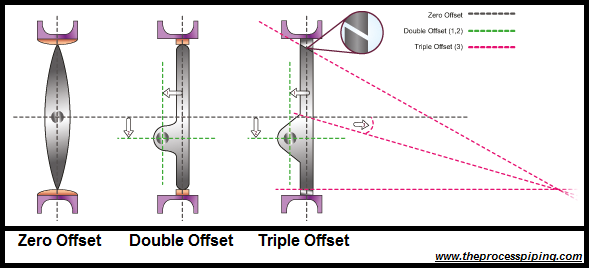 Zero Offset
Double Offset (1,2)
Triple Offset (3)
Zero Offset Double Offset Triple Offset
www.theprocesspiping.com